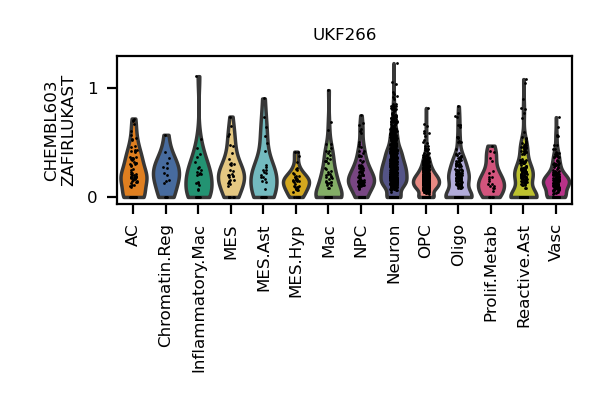 UKF266
CHEMBL603
ZAFIRLUKAST
1
0
AC
Chromatin.Reg
Inflammatory.Mac
MES
MES.Ast
MES.Hyp
Mac
NPC
Neuron
OPC
Oligo
Prolif.Metab
Reactive.Ast
Vasc